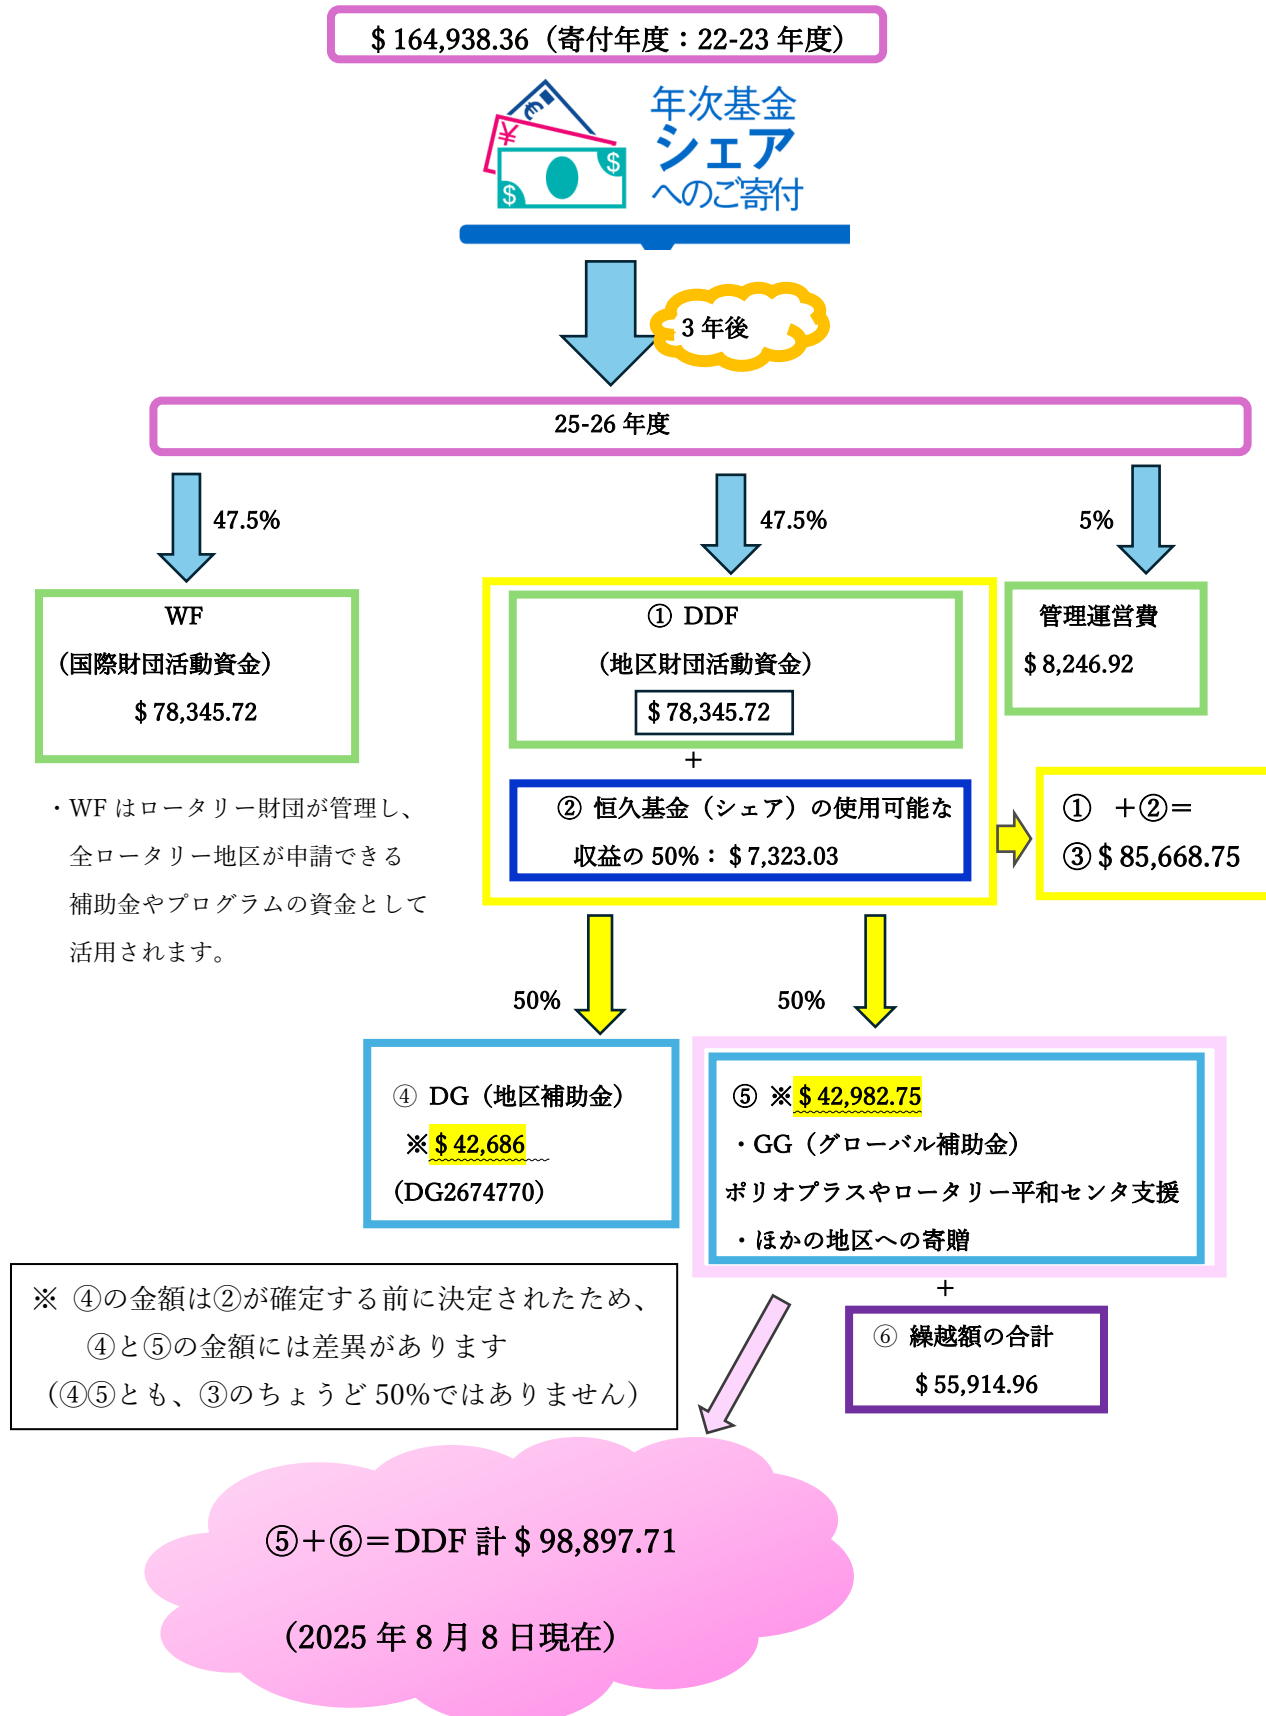 $ 164,938.36（寄付年度：22-23 年度）
年次基金
シェア
へのご寄付
3 年後
25-26 年度
47.5%
47.5%
5%
WF
（国際財団活動資金）
$ 78,345.72
① DDF
（地区財団活動資金）
$ 78,345.72
管理運営費
$ 8,246.92
＋
② 恒久基金（シェア）の使用可能な
収益の 50%： $ 7,323.03
① ＋②＝
③ $ 85,668.75
・WF はロータリー財団が管理し、
全ロータリー地区が申請できる
補助金やプログラムの資金として
活用されます。
50%
50%
④ DG（地区補助金）
※ $ 42,686
（DG2674770）
⑤ ※ $ 42,982.75
・GG（グローバル補助金）
ポリオプラスやロータリー平和センタ支援
・ほかの地区への寄贈
※ ④の金額は②が確定する前に決定されたため、
④と⑤の金額には差異があります
（④⑤とも、③のちょうど 50%ではありません）
＋
⑥ 繰越額の合計
$ 55,914.96
⑤＋⑥＝DDF 計 $ 98,897.71
（2025 年 8 月 8 日現在）